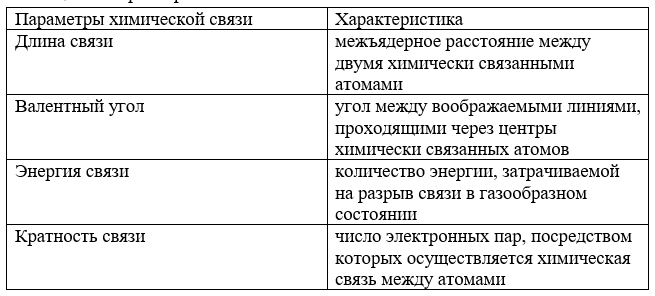 Параметры химической связи
Характеристика
Длина связи
межъядерное расстояние между
двумя химически связанными
атомами
Валентный угол
угол между воображаемыми линиями,
проходящими через центры
химически связанных атомов
Энергия связи
количество энергии, затрачиваемой
на разрыв связи в газообразном
состоянии
Кратность связи
число электронных пар, посредством
которых осуществляется химическая
связь между атомами